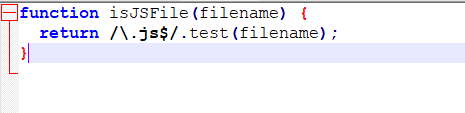 function isJSFile(filename) {
  return /\.js$/.test(filename);
}